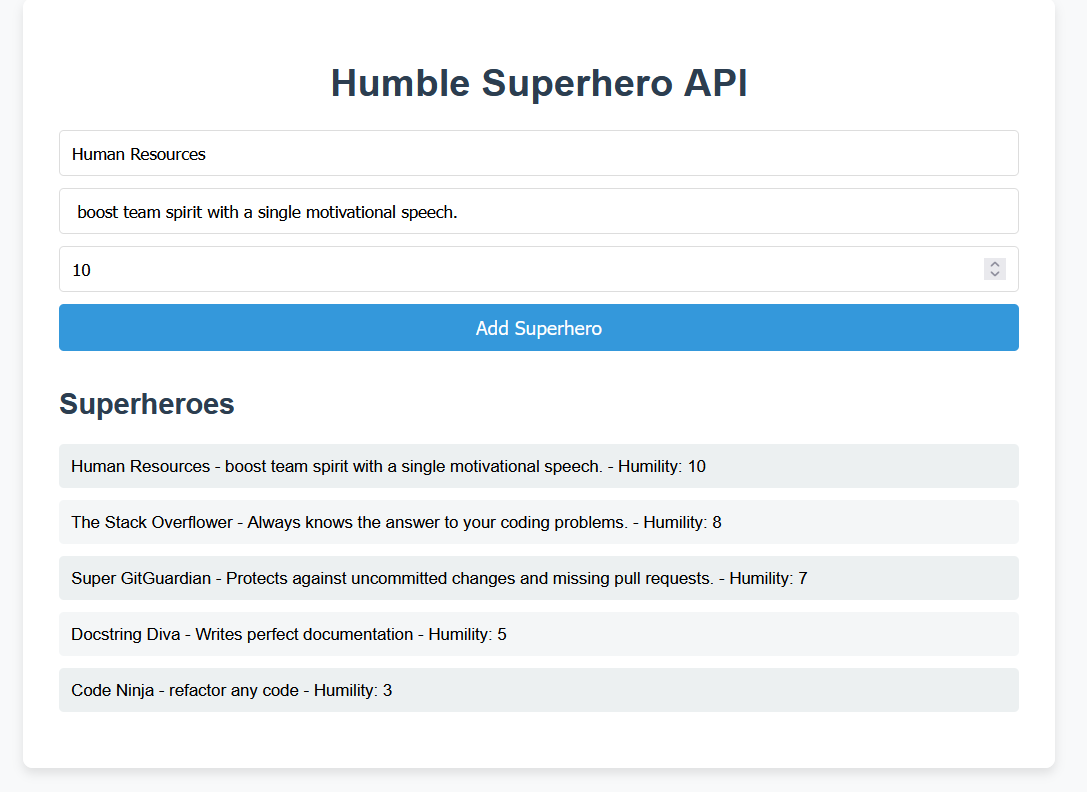 Humble Superhero API
Human Resources
boost team spirit with a single motivational speech.
10
Add Superhero
Superheroes
Human Resources - boost team spirit with a single motivational speech. - Humility: 10
The Stack Overflower - Always knows the answer to your coding problems. - Humility: 8
Super GitGuardian - Protects against uncommitted changes and missing pull requests. - Humility: 7
Docstring Diva - Writes perfect documentation - Humility: 5
Code Ninja - refactor any code - Humility: 3